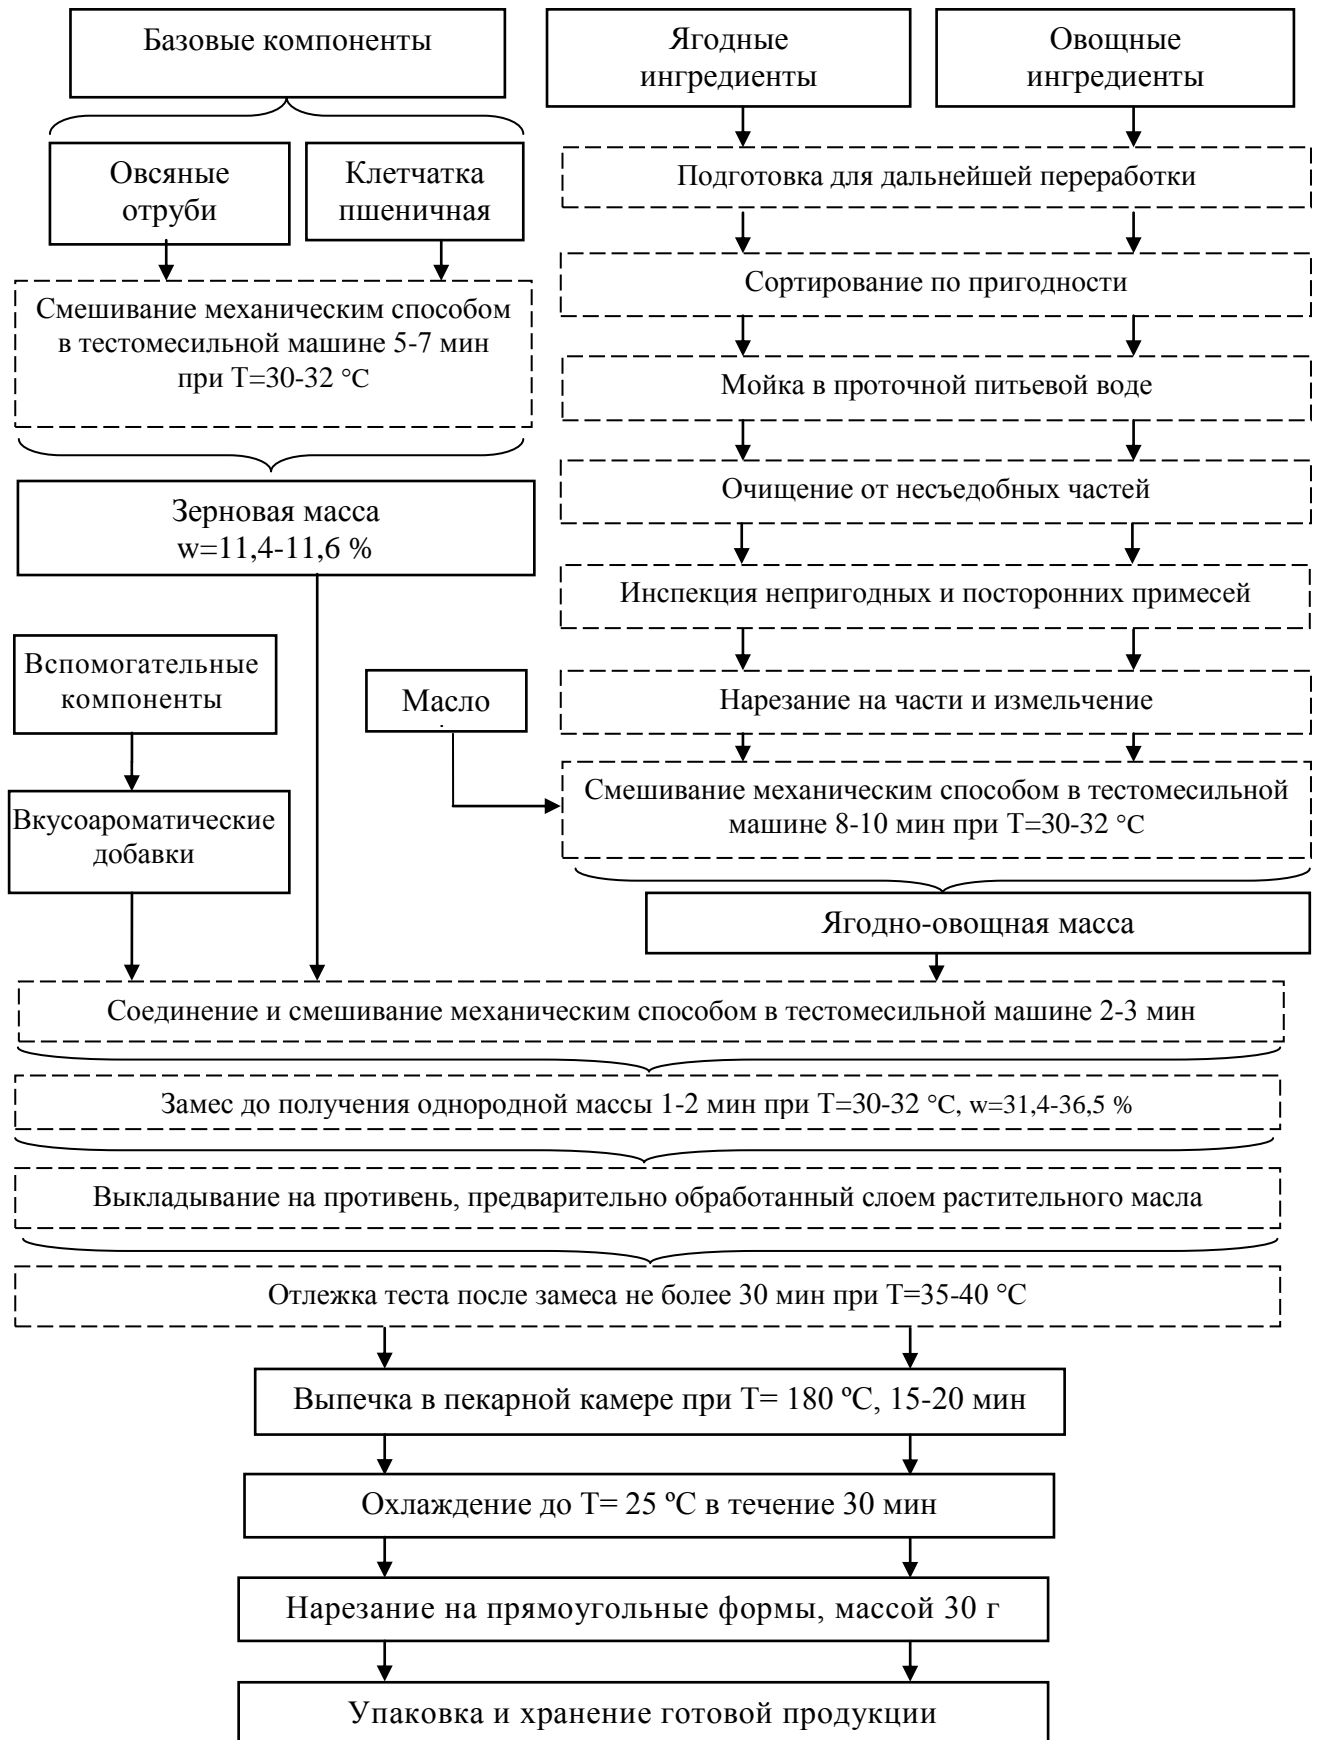 Базовые компоненты
Ягодные
ингредиенты
Овощные
ингредиенты
Овсяные
отруби
Клетчатка
пшеничная
Подготовка для дальнейшей переработки
Сортирование по пригодности
Смешивание механическим способом
в тестомесильной машине 5-7 мин
при Т=30-32 °С
Мойка в проточной питьевой воде
Очищение от несъедобных частей
Зерновая масса
w=11,4-11,6 %
Инспекция непригодных и посторонних примесей
Вспомогательные
компоненты
Масло
Нарезание на части и измельчение
Смешивание механическим способом в тестомесильной
машине 8-10 мин при Т=30-32 °С
Вкусоароматические
добавки
Ягодно-овощная масса
Соединение и смешивание механическим способом в тестомесильной машине 2-3 мин
Замес до получения однородной массы 1-2 мин при Т=30-32 °С, w=31,4-36,5 %
Выкладывание на противень, предварительно обработанный слоем растительного масла
Отлежка теста после замеса не более 30 мин при Т=35-40 °С
Выпечка в пекарной камере при Т= 180 ºС, 15-20 мин
Охлаждение до Т= 25 ºС в течение 30 мин
Нарезание на прямоугольные формы, массой 30 г
Упаковка и хранение готовой продукции